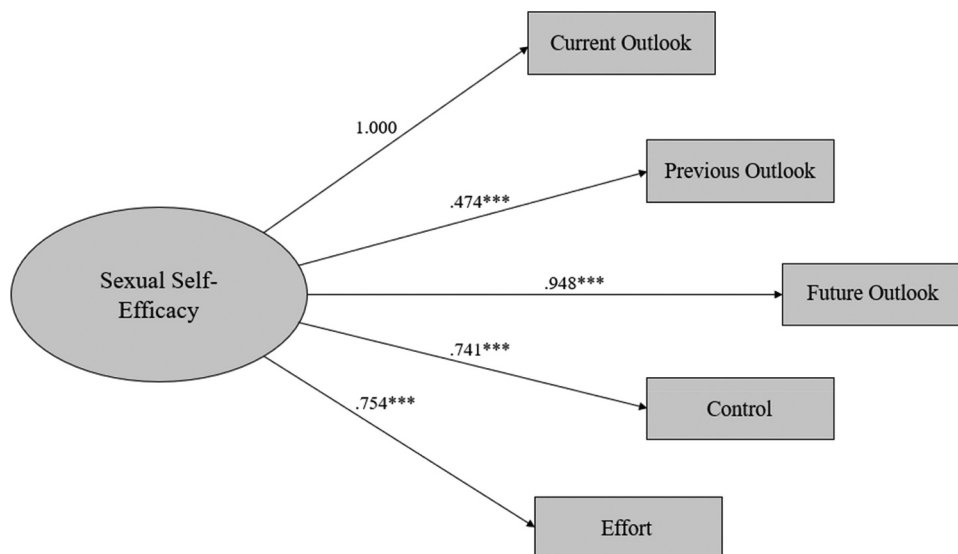 Current Outlook
1.000
Previous Outlook
.474***
Sexual Self-
Efficacy
.948***
Future Outlook
.741***
Control
.754***
Effort